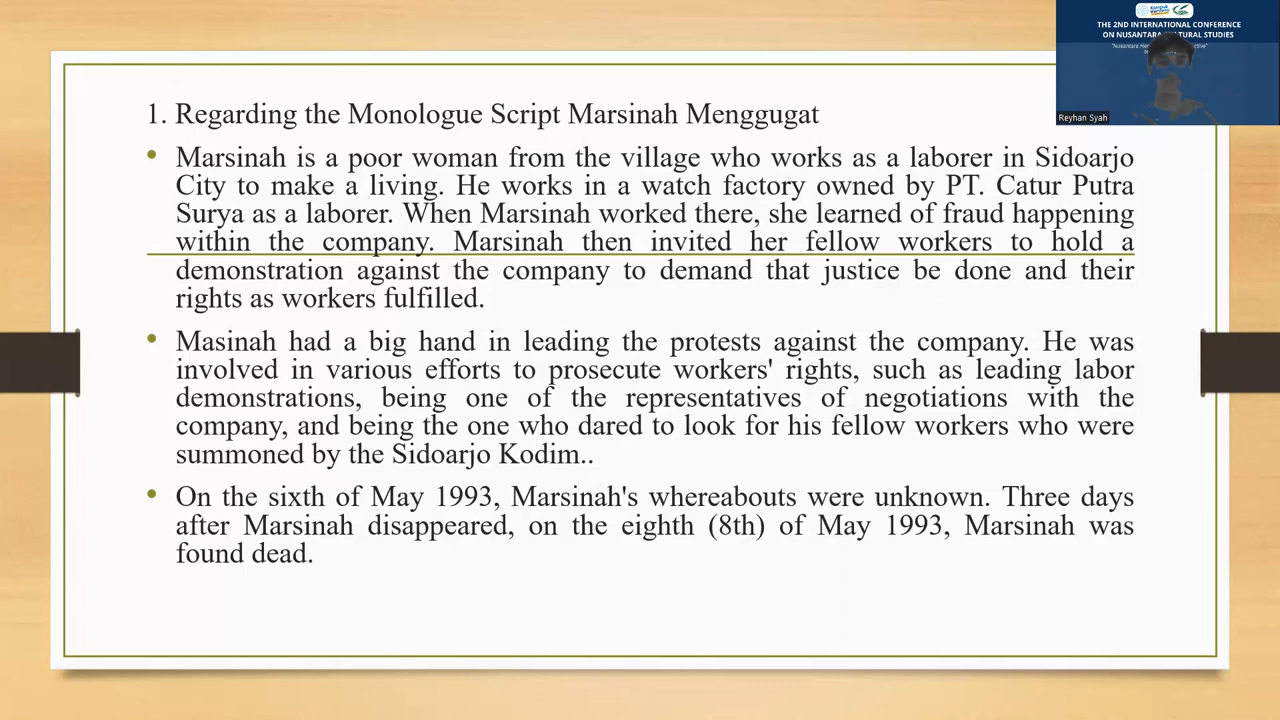 THE 2ND INTERNATIONAL CONFERENCE
Reyhan Syah
1. Regarding the Monologue Script Marsinah Menggugat
• Marsinah is a poor woman from the village who works as a laborer in Sidoarjo
City to make a living. He works in a watch factory owned by PT. Catur Putra
Surya as a laborer. When Marsinah worked there, she learned of fraud happening
within the company. Marsinah then invited her fellow workers to hold a
demonstration against the company to demand that justice be done and their
rights as workers fulfilled.
• Masinah had a big hand in leading the protests against the company. He was
involved in various efforts to prosecute workers' rights, such as leading labor
demonstrations, being one of the representatives of negotiations with the
company, and being the one who dared to look for his fellow workers who were
summoned by the Sidoarjo Kodim..
• On the sixth of May 1993, Marsinah's whereabouts were unknown. Three days
after Marsinah disappeared, on the eighth (8th) of May 1993, Marsinah was
found dead.